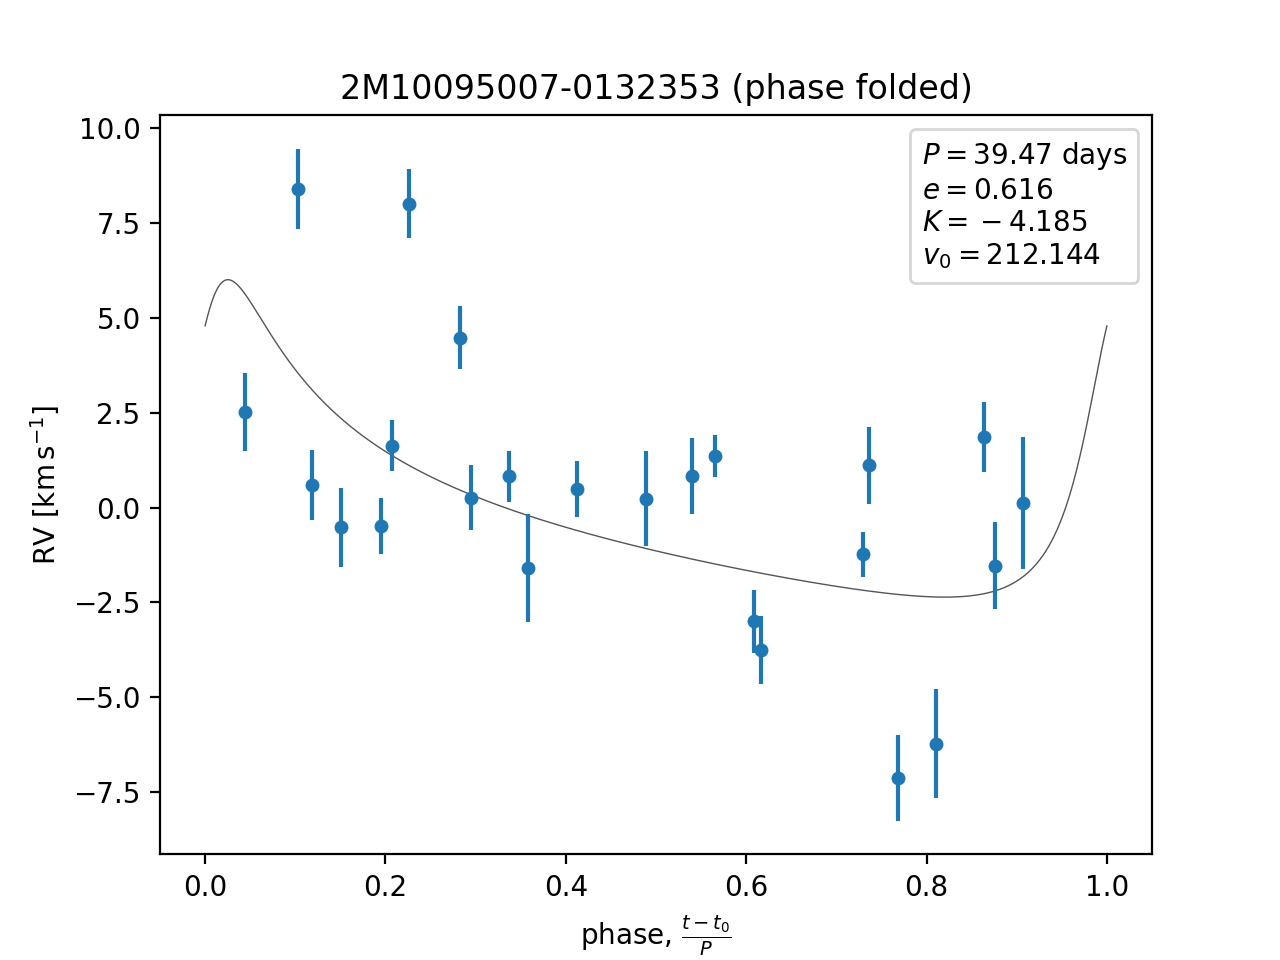 2M10095007-0132353 (phase folded)
P = 39.47 days
e = 0.616
K = −4.185
v₀ = 212.144
10.0
7.5
5.0
2.5
0.0
−2.5
−5.0
−7.5
RV [km s⁻¹]
0.0 0.2 0.4 0.6 0.8 1.0
phase, (t − t₀)/P